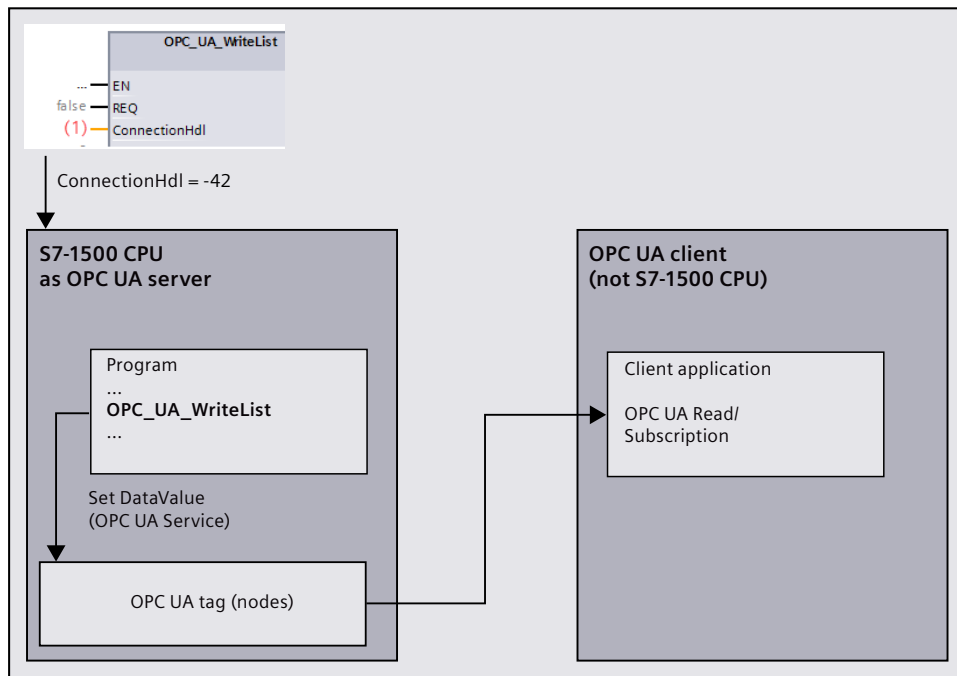 OPC_UA_WriteList
... EN
false REQ
(1) ConnectionHdl
ConnectionHdl = -42
S7-1500 CPU
as OPC UA server
Program
...
OPC_UA_WriteList
...
Set DataValue
(OPC UA Service)
OPC UA tag (nodes)
OPC UA client
(not S7-1500 CPU)
Client application
OPC UA Read/
Subscription